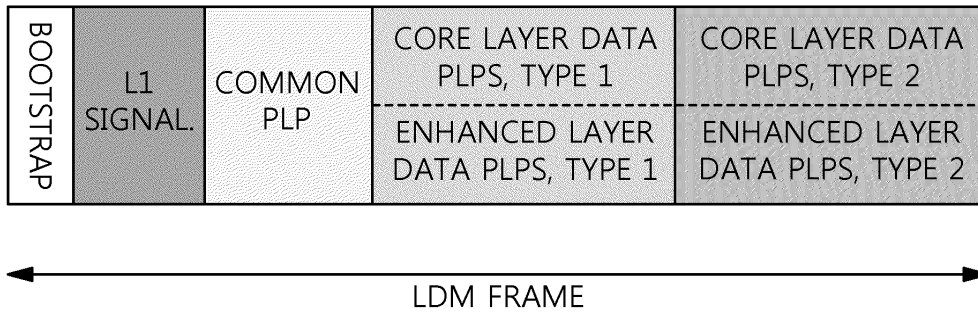 BOOTSTRAP
L1
SIGNAL.
COMMON
PLP
CORE LAYER DATA
PLPS, TYPE 1
ENHANCED LAYER
DATA PLPS, TYPE 1
CORE LAYER DATA
PLPS, TYPE 2
ENHANCED LAYER
DATA PLPS, TYPE 2
LDM FRAME